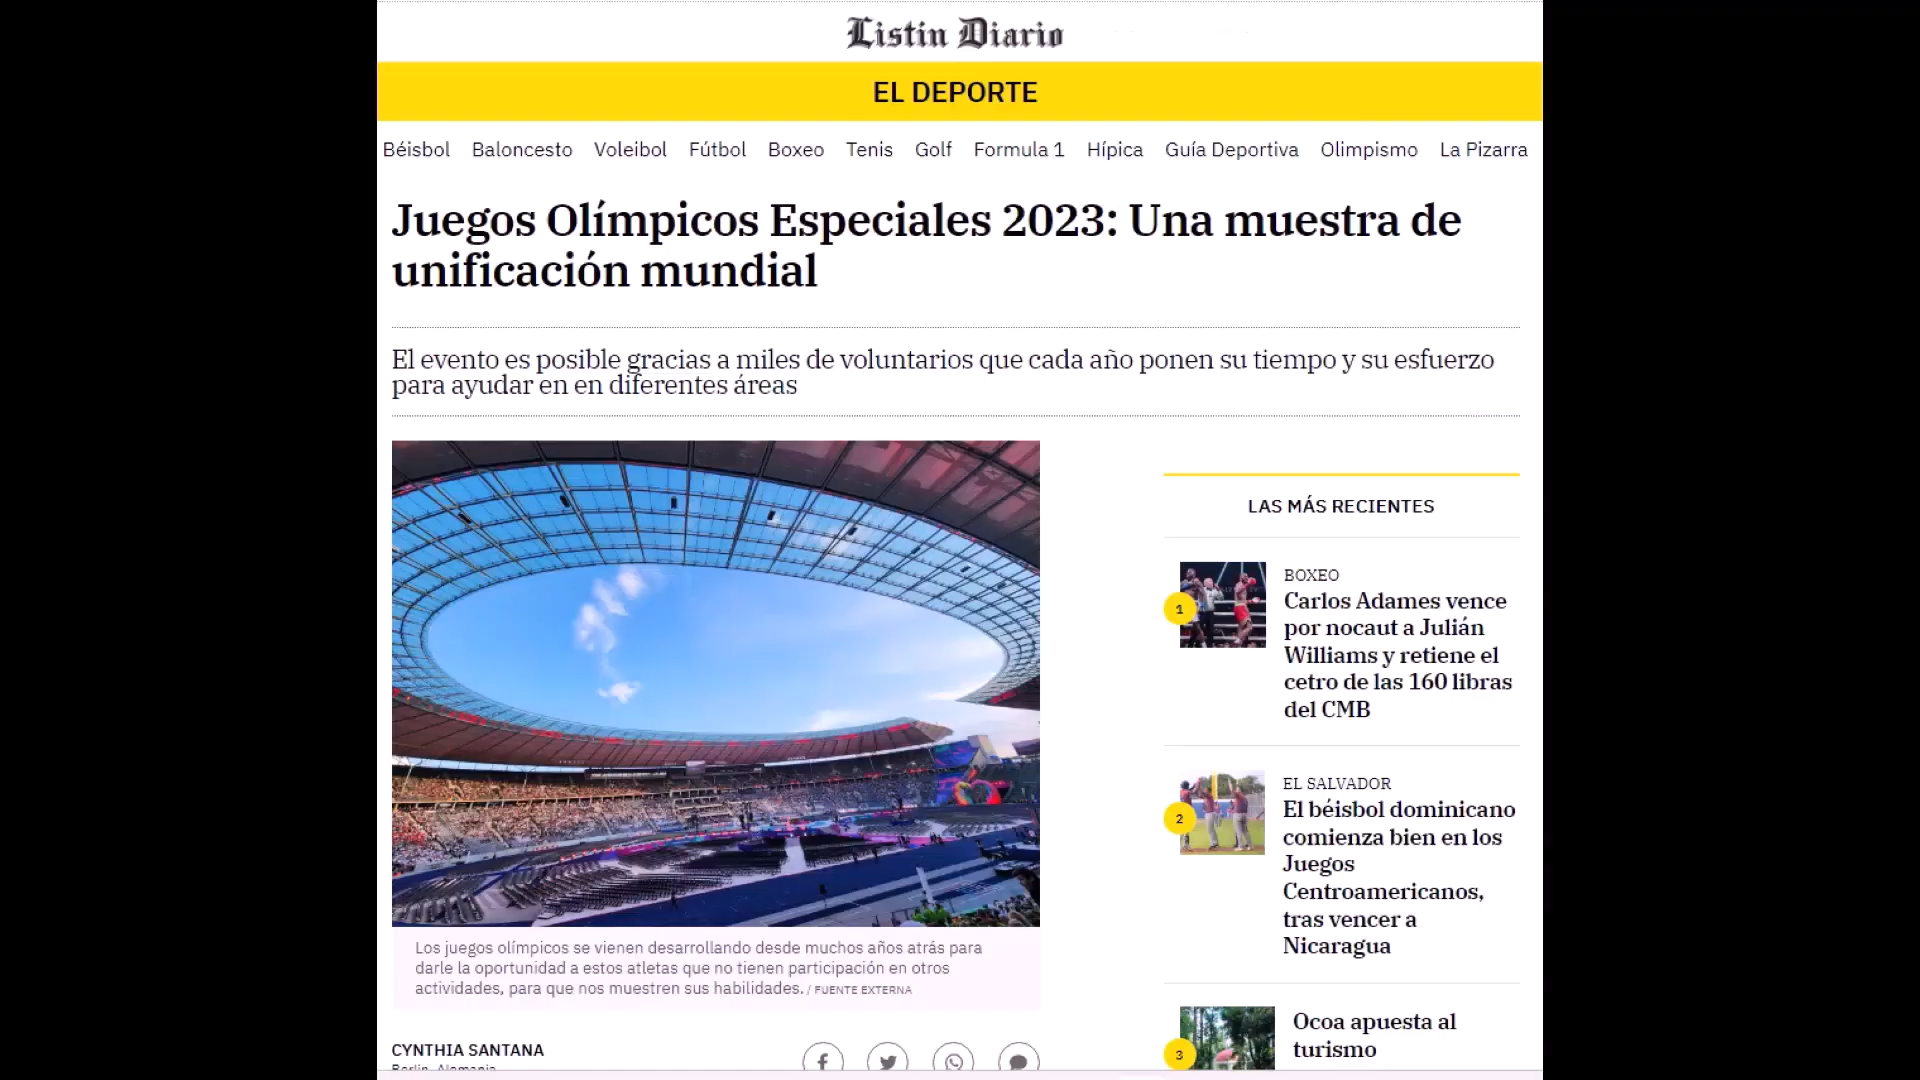 Listin Diario
EL DEPORTE
Béisbol Baloncesto Voleibol Fútbol Boxeo Tenis Golf Formula 1 Hípica Guía Deportiva Olimpismo La Pizarra
Juegos Olímpicos Especiales 2023: Una muestra de
unificación mundial
El evento es posible gracias a miles de voluntarios que cada año ponen su tiempo y su esfuerzo
para ayudar en en diferentes áreas
Los juegos olímpicos se vienen desarrollando desde muchos años atrás para
darle la oportunidad a estos atletas que no tienen participación en otros
actividades, para que nos muestren sus habilidades. / FUENTE EXTERNA
CYNTHIA SANTANA
Berlín, Alemania
LAS MÁS RECIENTES
1
BOXEO
Carlos Adames vence
por nocaut a Julián
Williams y retiene el
cetro de las 160 libras
del CMB
2
EL SALVADOR
El béisbol dominicano
comienza bien en los
Juegos
Centroamericanos,
tras vencer a
Nicaragua
3
Ocoa apuesta al
turismo